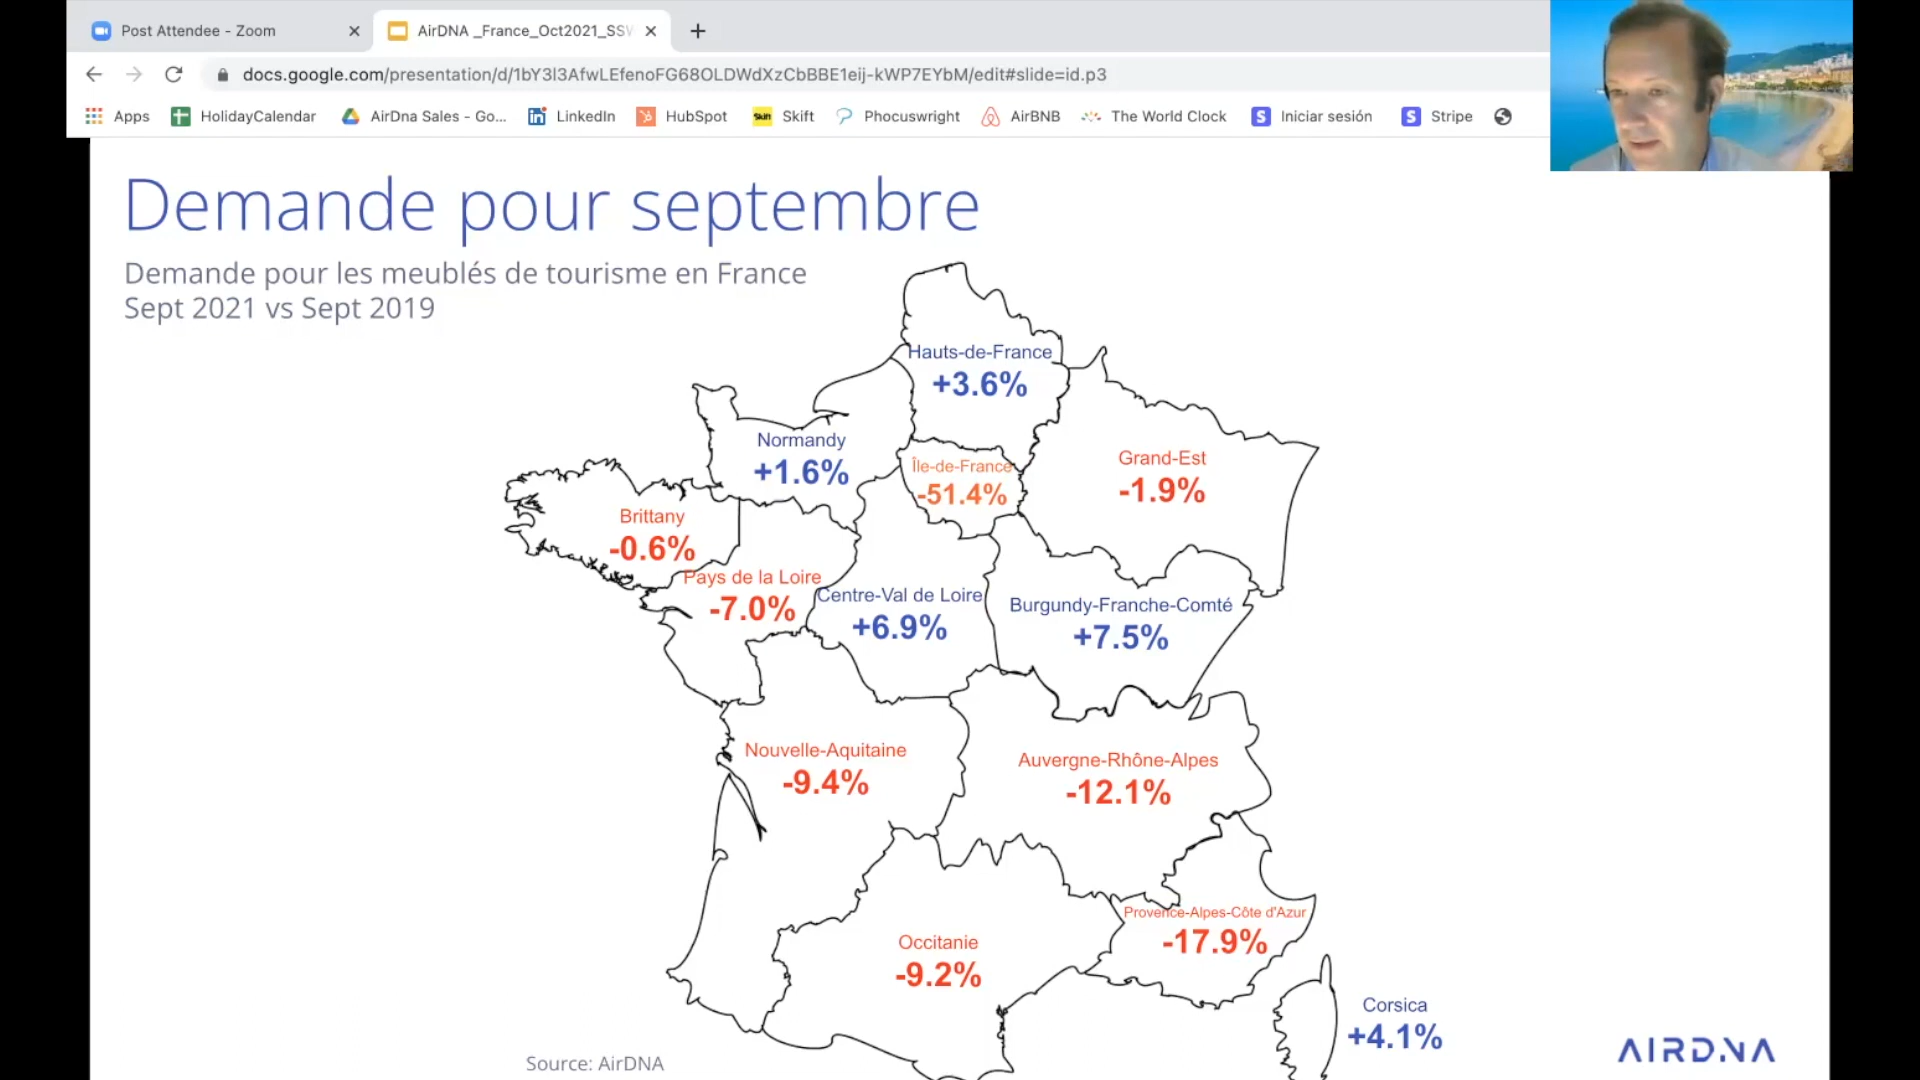 Post Attendee - Zoom
AirDNA _France_Oct2021_SSW
docs.google.com/presentation/d/1bY3l3AfwLEfenoFG68OLDWdXzCbBBE1eij-kWP7EYbM/edit#slide=id.p3
Apps HolidayCalendar AirDna Sales - Go... LinkedIn HubSpot Skift Phocuswright AirBNB The World Clock Iniciar sesión Stripe
Demande pour septembre
Demande pour les meublés de tourisme en France
Sept 2021 vs Sept 2019
Hauts-de-France
+3.6%
Normandy
+1.6%
Île-de-France
-51.4%
Grand-Est
-1.9%
Brittany
-0.6%
Pays de la Loire
-7.0%
Centre-Val de Loire
+6.9%
Burgundy-Franche-Comté
+7.5%
Nouvelle-Aquitaine
-9.4%
Auvergne-Rhône-Alpes
-12.1%
Provence-Alpes-Côte d'Azur
-17.9%
Occitanie
-9.2%
Corsica
+4.1%
Source: AirDNA
AIRDNA